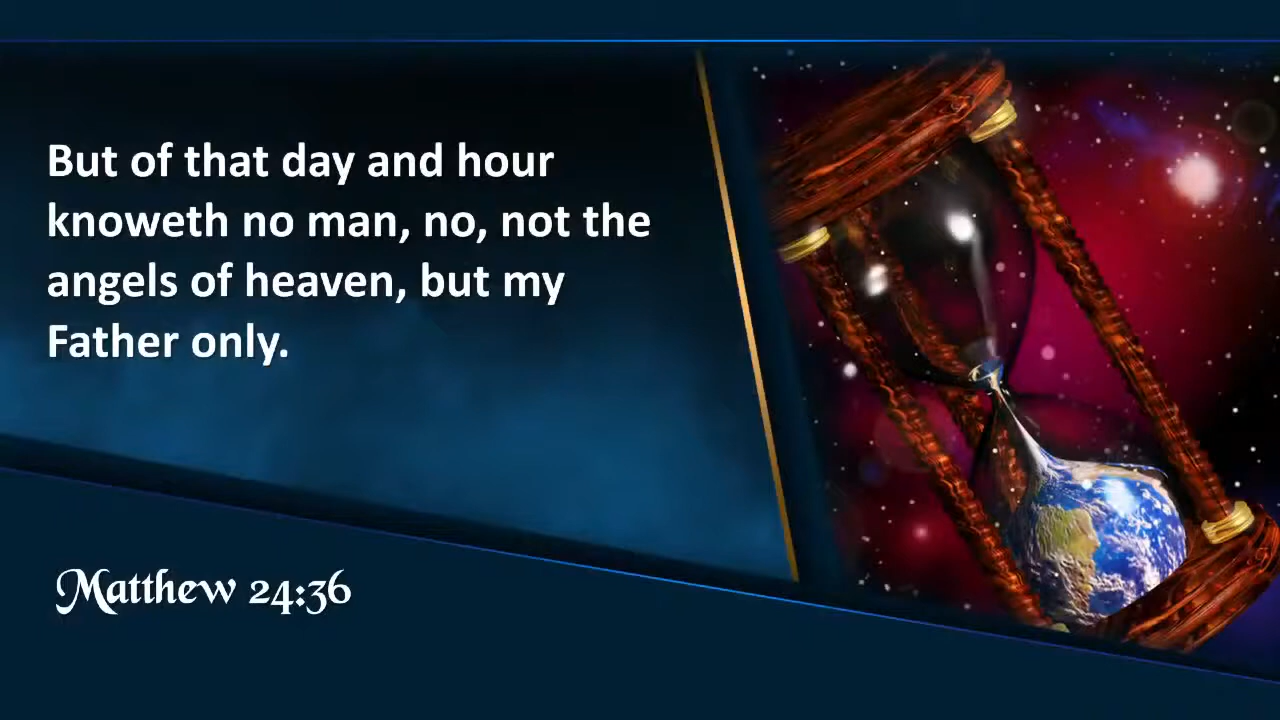 But of that day and hour
knoweth no man, no, not the
angels of heaven, but my
Father only.
Matthew 24:36